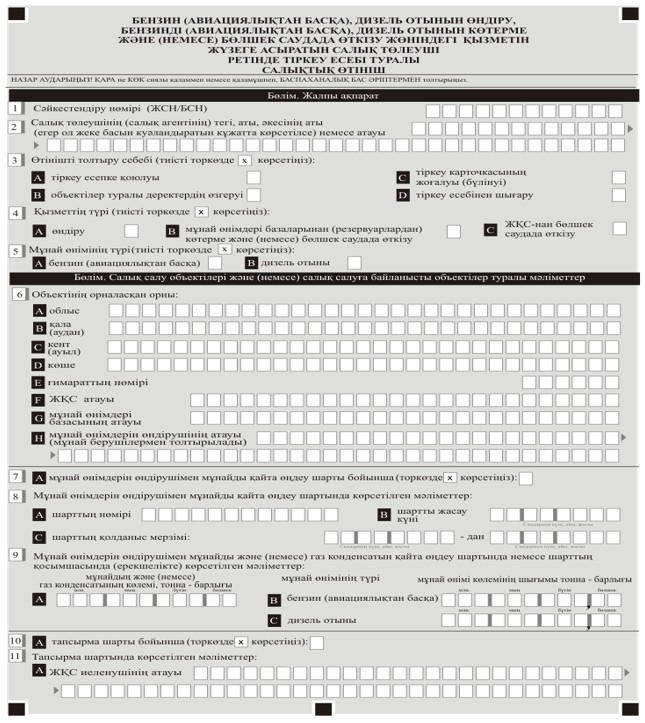 БЕНЗИН (АВИАЦИЯЛЫҚТАН БАСҚА), ДИЗЕЛЬ ОТЫНЫН ӨНДІРУ,
БЕНЗИНДІ (АВИАЦИЯЛЫҚТАН БАСҚА), ДИЗЕЛЬ ОТЫНЫН КӨТЕРМЕ
ЖӘНЕ (НЕМЕСЕ) БӨЛШЕК САУДАДА ӨТКІЗУ ЖӨНІНДЕГІ ҚЫЗМЕТІН
ЖҮЗЕГЕ АСЫРАТЫН САЛЫҚ ТӨЛЕУШІ
РЕТІНДЕ ТІРКЕУ ЕСЕБІ ТУРАЛЫ
САЛЫҚТЫҚ ӨТІНІШ
НАЗАР АУДАРЫҢЫЗ! ҚАРА не КӨК сиялы қаламмен немесе қаламұшпен, БАСПАХАНАЛЫҚ БАС ӘРІПТЕРМЕН толтырыңыз.
Бөлім. Жалпы ақпарат
1 Сәйкестендіру нөмірі (ЖСН/БСН)
2 Салық төлеушінің (салық агентінің) тегі, аты, әкесінің аты
(егер ол жеке басын куәландыратын құжатта көрсетілсе) немесе атауы
3 Өтінішті толтыру себебі (тиісті торкөзде x көрсетіңіз):
A тіркеу есепке қоюлуы
C тіркеу карточкасының
жоғалуы (бүлінуі)
B объектілер туралы деректердің өзгеруі
D тіркеу есебінен шығару
4 Қызметтің түрі (тиісті торкөзде x көрсетіңіз):
A өндіру
B мұнай өнімдері базаларынан (резервуарлардан)
көтерме және (немесе) бөлшек саудада өткізу
C ЖҚС-нан бөлшек
саудада өткізу
5 Мұнай өнімінің түрі(тиісті торкөзде x көрсетіңіз):
A бензин (авиациялықтан басқа)
B дизель отыны
Бөлім. Салық салу объектілері және (немесе) салық салуға байланысты объектілер туралы мәліметтер
6 Объектінің орналасқан орны:
A облыс
B қала
(аудан)
C кент
(ауыл)
D көше
E ғимараттың нөмірі
F ЖҚС атауы
G мұнай өнімдері
базасының атауы
H мұнай өнімдерін өндірушінің атауы
(мұнай берушілермен толтырылады)
7 A мұнай өнімдерін өндірушімен мұнайды қайта өңдеу шарты бойынша (торкөзде x көрсетіңіз):
8 Мұнай өнімдерін өндірушімен мұнайды қайта өңдеу шартында көрсетілген мәліметтер:
A шарттың нөмірі
B шартты жасау
күні
C шарттың қолданыс мерзімі:
- дан
9 Мұнай өнімдерін өндірушімен мұнайды және (немесе) газ конденсатын қайта өңдеу шартында немесе шарттың
қосымшасында (ерекшелікте) көрсетілген мәліметтер:
мұнайдың және (немесе)
газ конденсатының көлемі, тонна - барлығы
мұнай өнімінің түрі
мұнай өнімі көлемінің шығымы тонна - барлығы
A
млн. мың бүтін бөлшек
B бензин (авиациялықтан басқа)
млн. мың бүтін бөлшек
C дизель отыны
млн. мың бүтін бөлшек
10 A тапсырма шарты бойынша (торкөзде x көрсетіңіз):
11 Тапсырма шартында көрсетілген мәліметтер:
A ЖҚС иеленушінің атауы